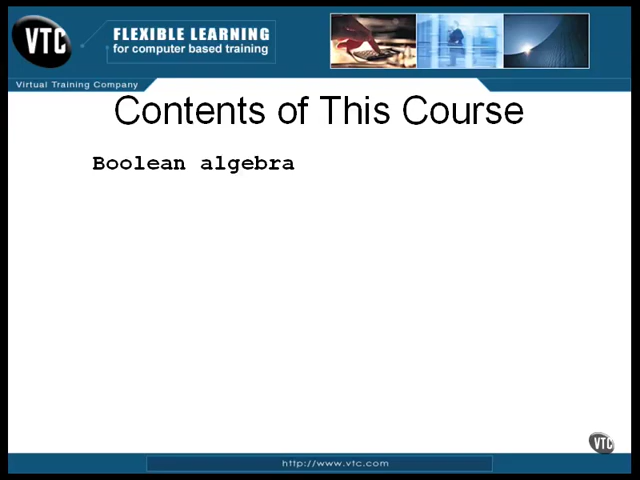 VTC
FLEXIBLE LEARNING
for computer based training
Virtual Training Company
Contents of This Course
Boolean algebra
VTC
http://www.vtc.com